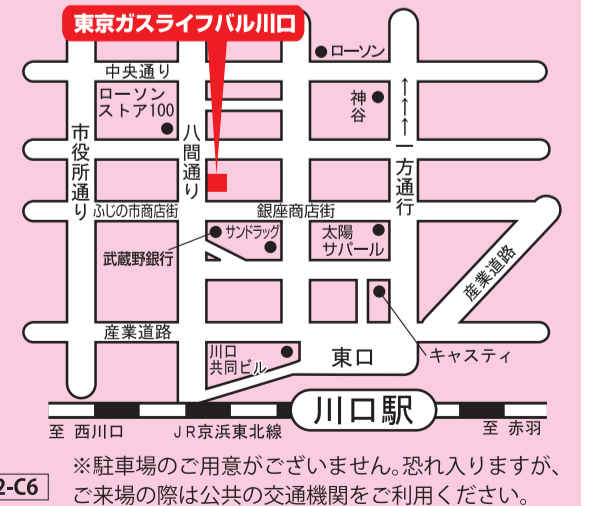 東京ガスライフバル川口
ローソン
中央通り
ローソン
ストア100
神谷
市役所通り
八間通り
→→→一方通行
ふじの市商店街
銀座商店街
サンドラッグ
太陽
サパール
武蔵野銀行
産業道路
産業道路
川口
共同ビル
東口
キャスティ
川口駅
至 西川口
JR京浜東北線
至 赤羽
2-C6
※駐車場のご用意がございません。恐れ入りますが、
ご来場の際は公共の交通機関をご利用ください。